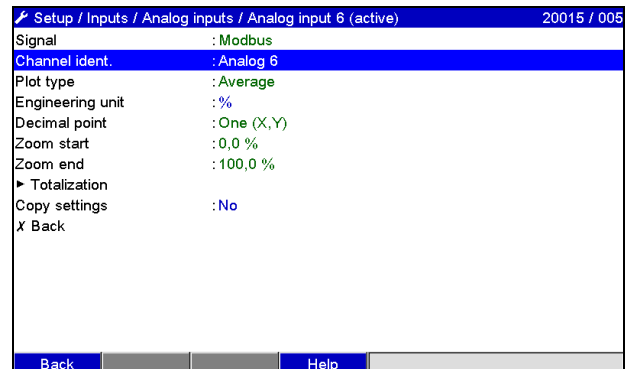 Setup / Inputs / Analog inputs / Analog input 6 (active) 20015 / 005
Signal : Modbus
Channel ident. : Analog 6
Plot type : Average
Engineering unit : %
Decimal point : One (X,Y)
Zoom start : 0,0 %
Zoom end : 100,0 %
► Totalization
Copy settings : No
X Back
Back Help